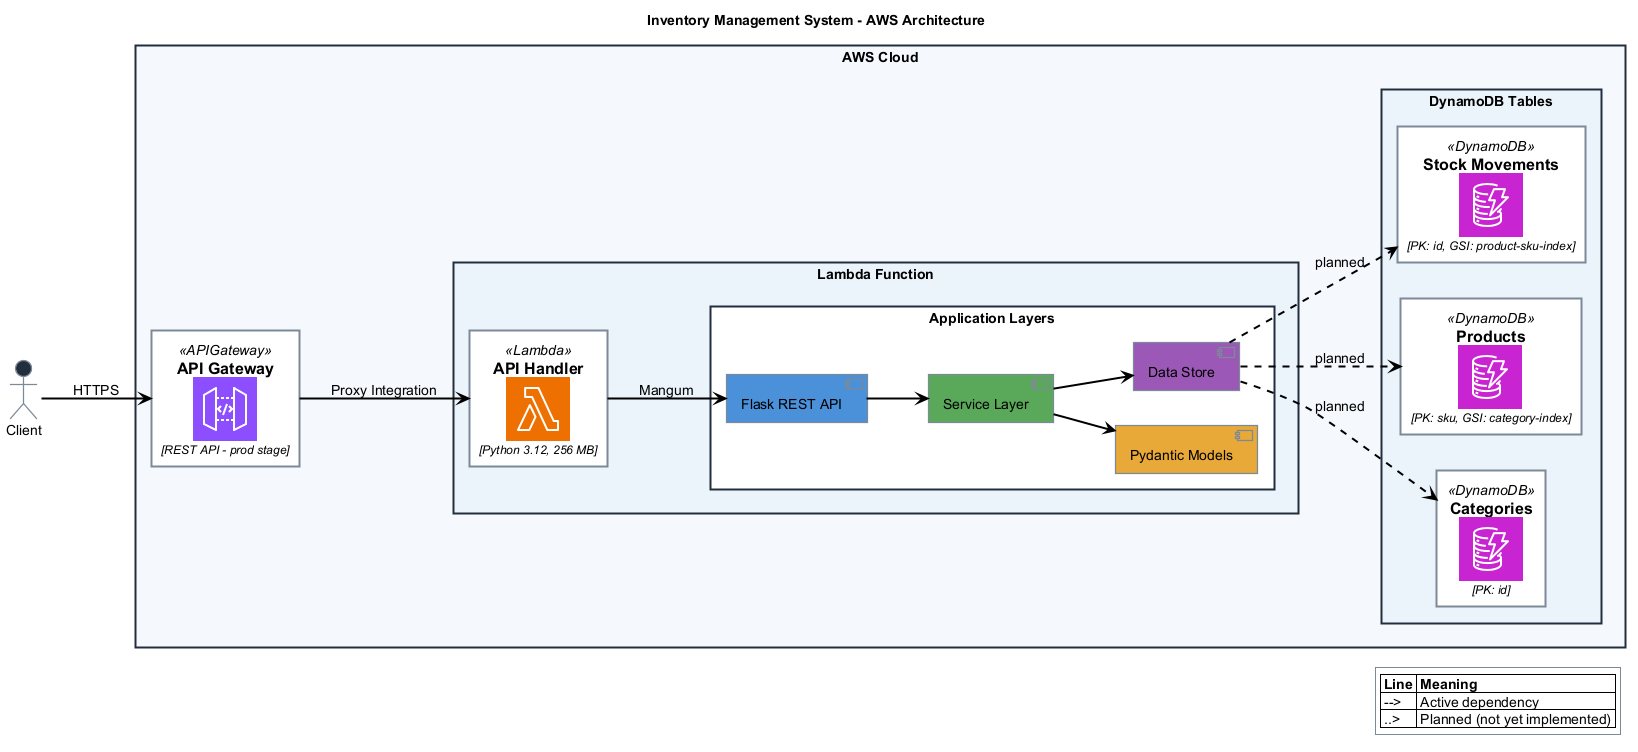 Inventory Management System - AWS Architecture
AWS Cloud
DynamoDB Tables
«DynamoDB»
Stock Movements
[PK: id, GSI: product-sku-index]
«DynamoDB»
Products
[PK: sku, GSI: category-index]
«DynamoDB»
Categories
[PK: id]
Lambda Function
Application Layers
Client
HTTPS
«APIGateway»
API Gateway
[REST API - prod stage]
Proxy Integration
«Lambda»
API Handler
[Python 3.12, 256 MB]
Mangum
Flask REST API
Service Layer
Data Store
Pydantic Models
planned
planned
planned
Line Meaning
--> Active dependency
..> Planned (not yet implemented)